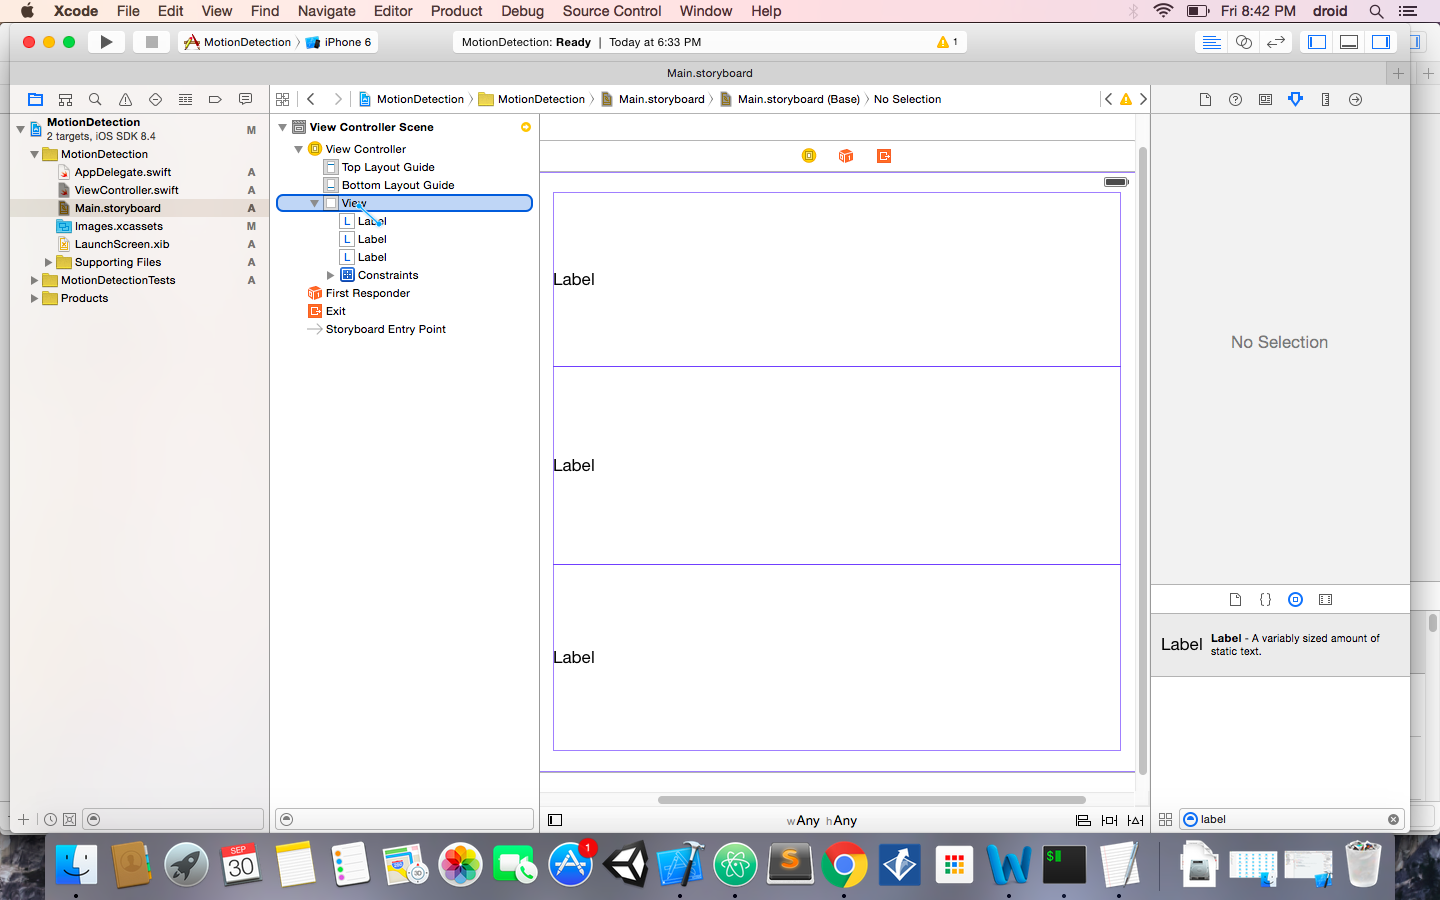 Xcode File Edit View Find Navigate Editor Product Debug Source Control Window Help Fri 8:42 PM droid
MotionDetection iPhone 6 MotionDetection: Ready | Today at 6:33 PM 1
Main.storyboard
MotionDetection MotionDetection Main.storyboard Main.storyboard (Base) No Selection
MotionDetection M
2 targets, iOS SDK 8.4
MotionDetection
AppDelegate.swift A
ViewController.swift A
Main.storyboard A
Images.xcassets M
LaunchScreen.xib A
Supporting Files A
MotionDetectionTests A
Products
View Controller Scene
View Controller
Top Layout Guide
Bottom Layout Guide
View
L Label
L Label
L Label
Constraints
First Responder
Exit
Storyboard Entry Point
Label
Label
Label
wAny hAny
No Selection
Label
Label - A variably sized amount of
static text.
label
SEP
30
3D
1
S
$
W